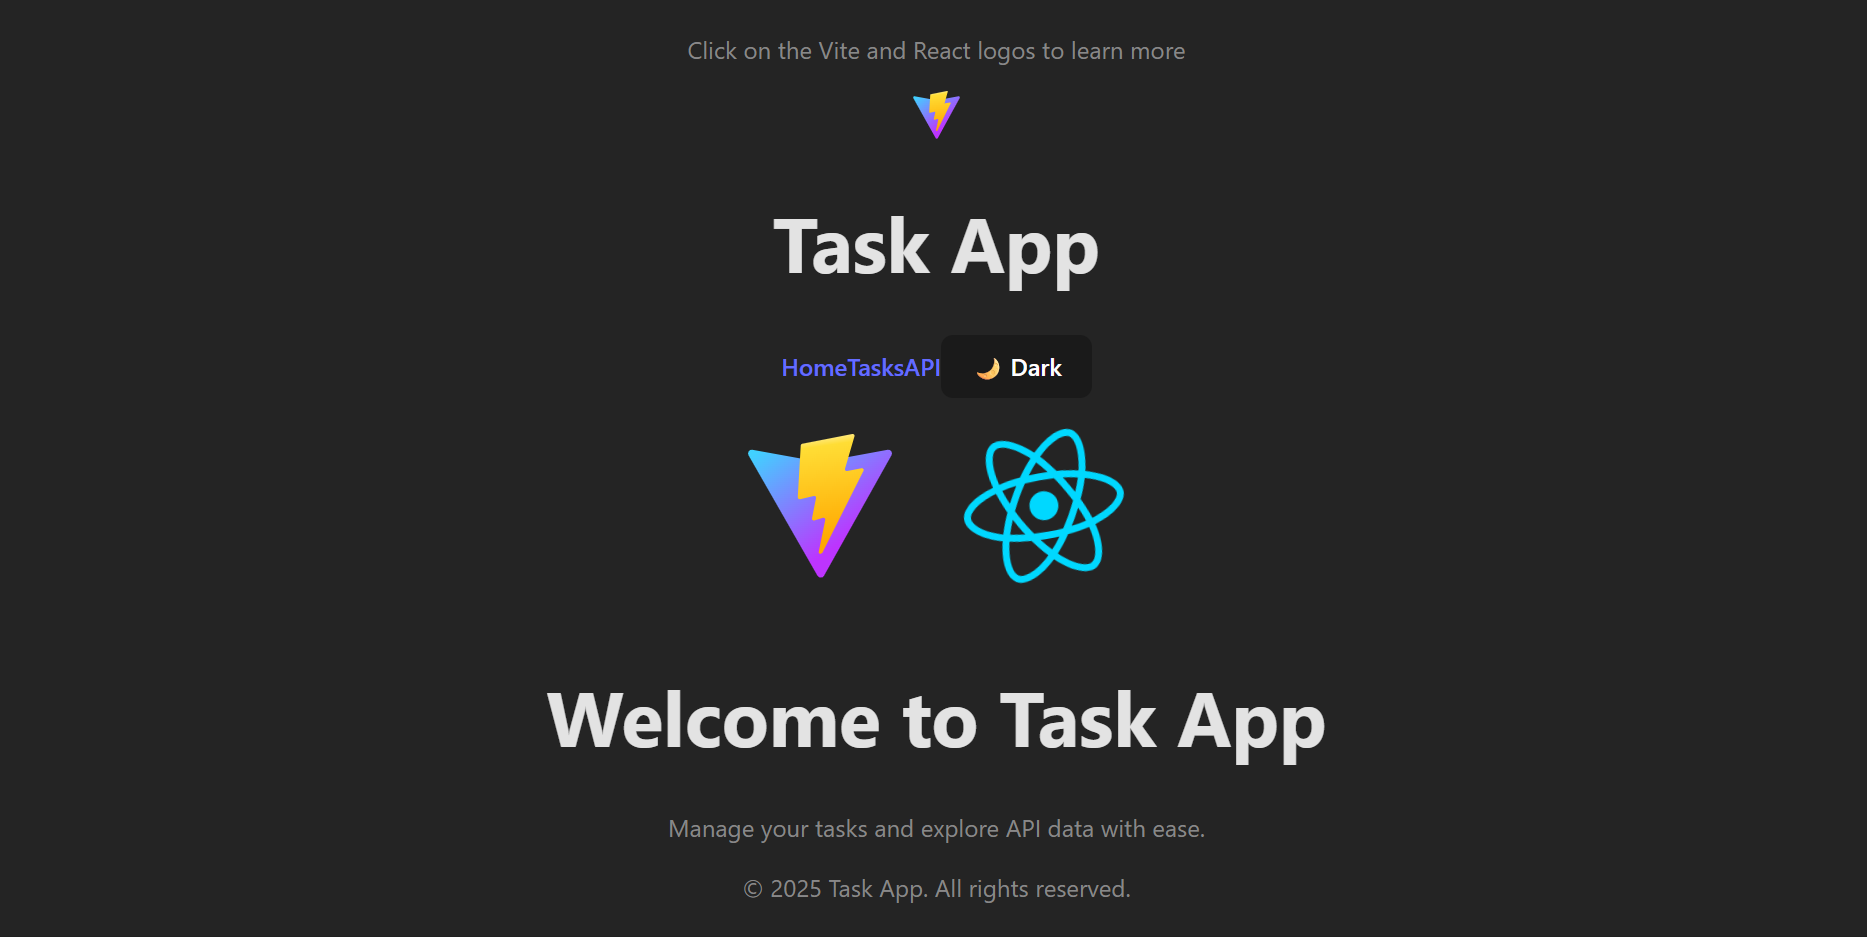 Click on the Vite and React logos to learn more
Task App
HomeTasksAPI 🌙 Dark
Welcome to Task App
Manage your tasks and explore API data with ease.
© 2025 Task App. All rights reserved.